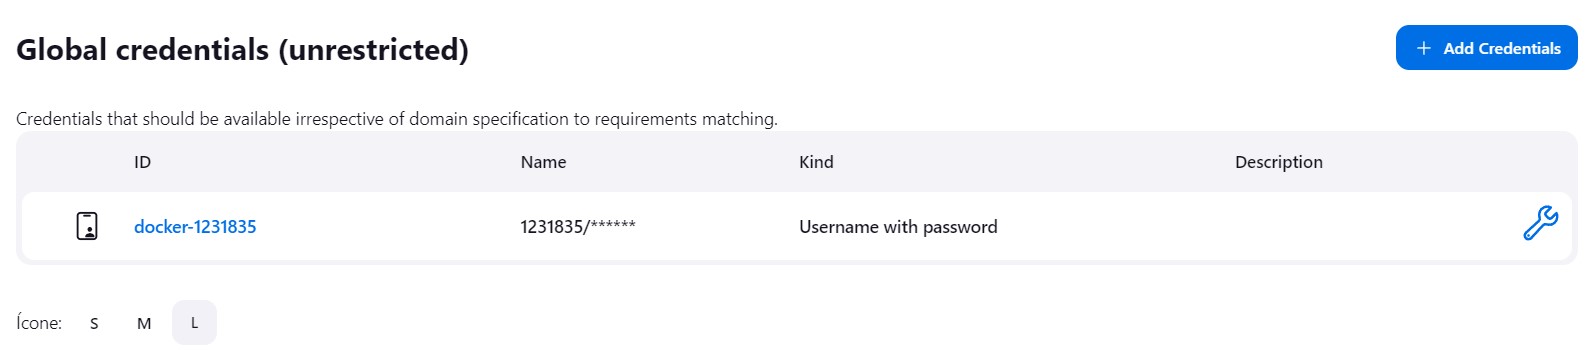 Global credentials (unrestricted)
+ Add Credentials
Credentials that should be available irrespective of domain specification to requirements matching.
ID Name Kind Description
docker-1231835 1231835/****** Username with password
Ícone: S M L